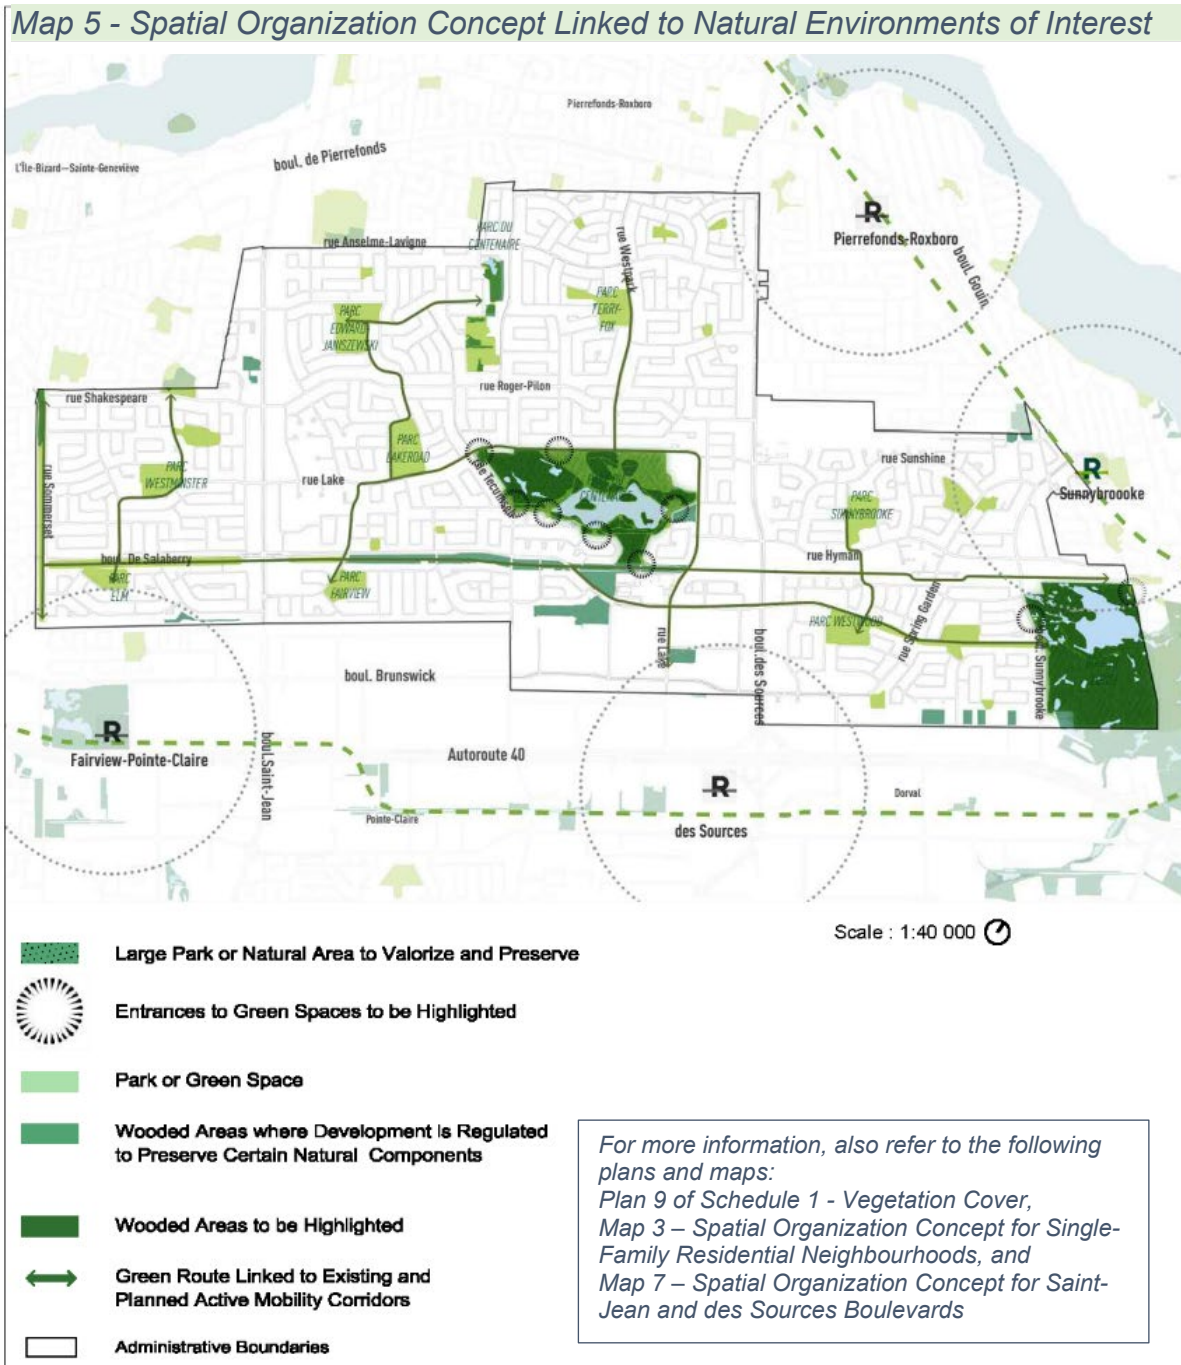 Map 5 - Spatial Organization Concept Linked to Natural Environments of Interest
Pierrefonds-Roxboro
L'Île-Bizard–Sainte-Geneviève
boul. de Pierrefonds
R
Pierrefonds-Roxboro
boul. Gouin
rue Anselme-Lavigne
PARC DU
CENTENAIRE
rue Westpark
PARC
EDWARD
JANISZEWSKI
PARC
TERRY-
FOX
rue Roger-Pilon
rue Shakespeare
PARC
LAKEROAD
PARC
WESTMINSTER
rue Lake
rue Sommerset
rue Sunshine
R
Sunnybroooke
PARC
SUNNYBROOKE
boul. De Salaberry
rue Hyman
PARC
ELM
PARC
FAIRVIEW
PARC WESTWOOD
rue Spring Garden
rue Lake
boul.des Sources
boul. Sunnybrooke
boul. Brunswick
R
Fairview-Pointe-Claire
boul.Saint-Jean
Autoroute 40
R
des Sources
Pointe-Claire
Dorval
Scale : 1:40 000
Large Park or Natural Area to Valorize and Preserve
Entrances to Green Spaces to be Highlighted
Park or Green Space
Wooded Areas where Development Is Regulated
to Preserve Certain Natural Components
Wooded Areas to be Highlighted
Green Route Linked to Existing and
Planned Active Mobility Corridors
Administrative Boundaries
For more information, also refer to the following
plans and maps:
Plan 9 of Schedule 1 - Vegetation Cover,
Map 3 – Spatial Organization Concept for Single-
Family Residential Neighbourhoods, and
Map 7 – Spatial Organization Concept for Saint-
Jean and des Sources Boulevards